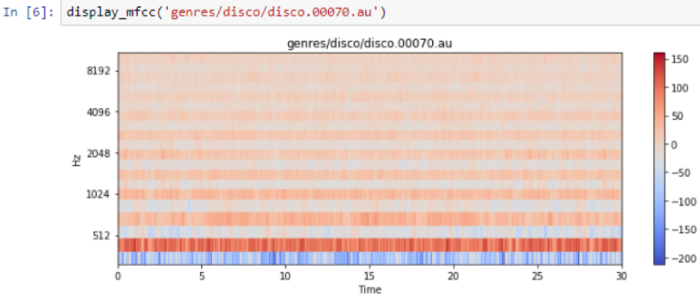 In [6]: display_mfcc('genres/disco/disco.00070.au')
genres/disco/disco.00070.au
8192
4096
2048
1024
512
Hz
0 5 10 15 20 25 30
Time
150
100
50
0
−50
−100
−150
−200